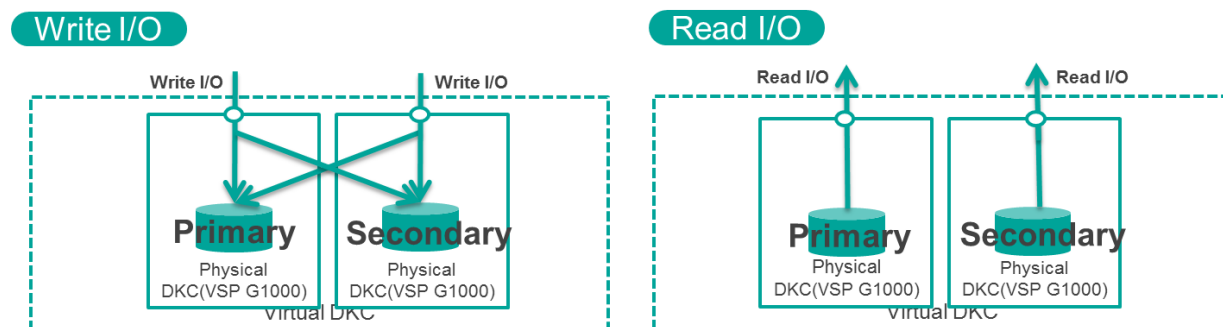 Write I/O
Write I/O
Write I/O
Primary
Secondary
Physical
DKC(VSP G1000)
Physical
DKC(VSP G1000)
Virtual DKC
Read I/O
Read I/O
Read I/O
Primary
Secondary
Physical
DKC(VSP G1000)
Physical
DKC(VSP G1000)
Virtual DKC